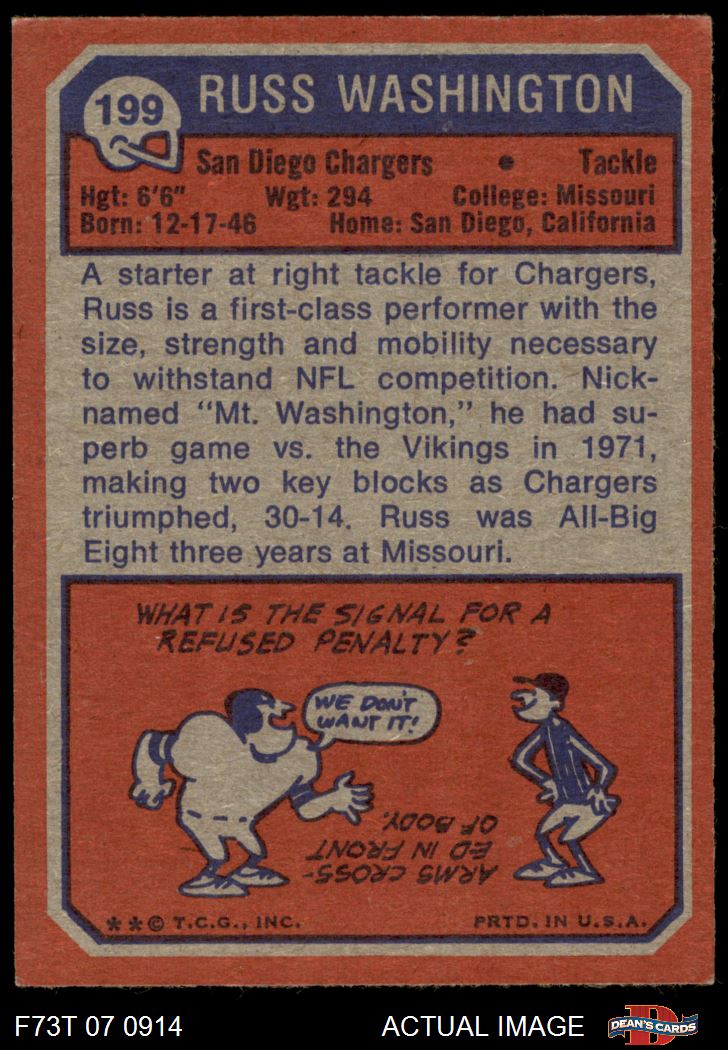 199
RUSS WASHINGTON
San Diego Chargers • Tackle
Hgt: 6'6" Wgt: 294 College: Missouri
Born: 12-17-46 Home: San Diego, California
A starter at right tackle for Chargers,
Russ is a first-class performer with the
size, strength and mobility necessary
to withstand NFL competition. Nick-
named "Mt. Washington," he had su-
perb game vs. the Vikings in 1971,
making two key blocks as Chargers
triumphed, 30-14. Russ was All-Big
Eight three years at Missouri.
WHAT IS THE SIGNAL FOR A
REFUSED PENALTY?
WE DON'T
WANT IT!
ARMS CROSS-
ED IN FRONT
OF BODY.
**© T.C.G., INC. PRTD. IN U.S.A.
F73T 07 0914 ACTUAL IMAGE
D
DEAN'S CARDS